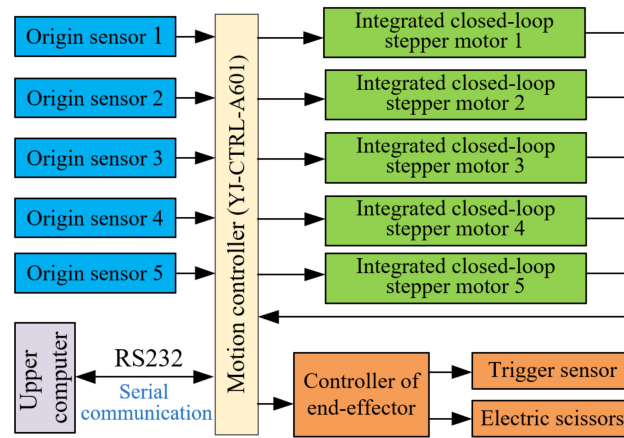 Origin sensor 1
Origin sensor 2
Origin sensor 3
Origin sensor 4
Origin sensor 5
Motion controller (YJ-CTRL-A601)
Integrated closed-loop
stepper motor 1
Integrated closed-loop
stepper motor 2
Integrated closed-loop
stepper motor 3
Integrated closed-loop
stepper motor 4
Integrated closed-loop
stepper motor 5
Upper
computer
RS232
Serial
communication
Controller of
end-effector
Trigger sensor
Electric scissors